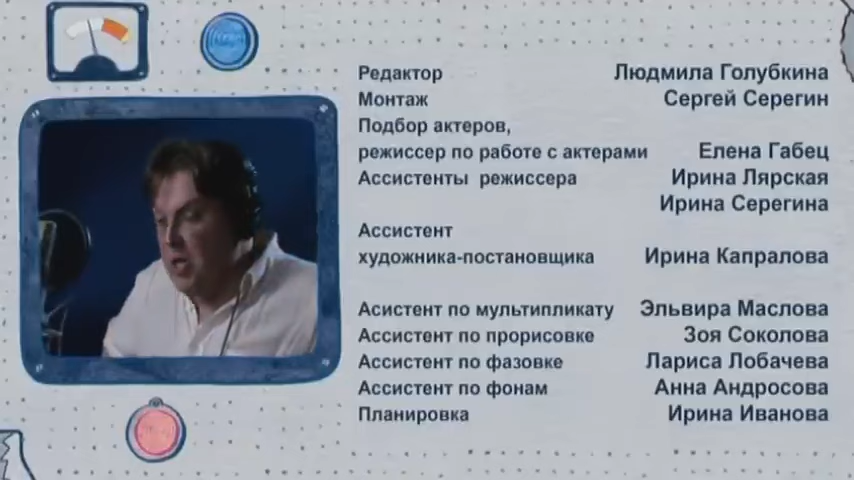 Редактор Людмила Голубкина
Монтаж Сергей Серегин
Подбор актеров,
режиссер по работе с актерами Елена Габец
Ассистенты режиссера Ирина Лярская
Ирина Серегина
Ассистент
художника-постановщика Ирина Капралова
Асистент по мультипликату Эльвира Маслова
Ассистент по прорисовке Зоя Соколова
Ассистент по фазовке Лариса Лобачева
Ассистент по фонам Анна Андросова
Планировка Ирина Иванова